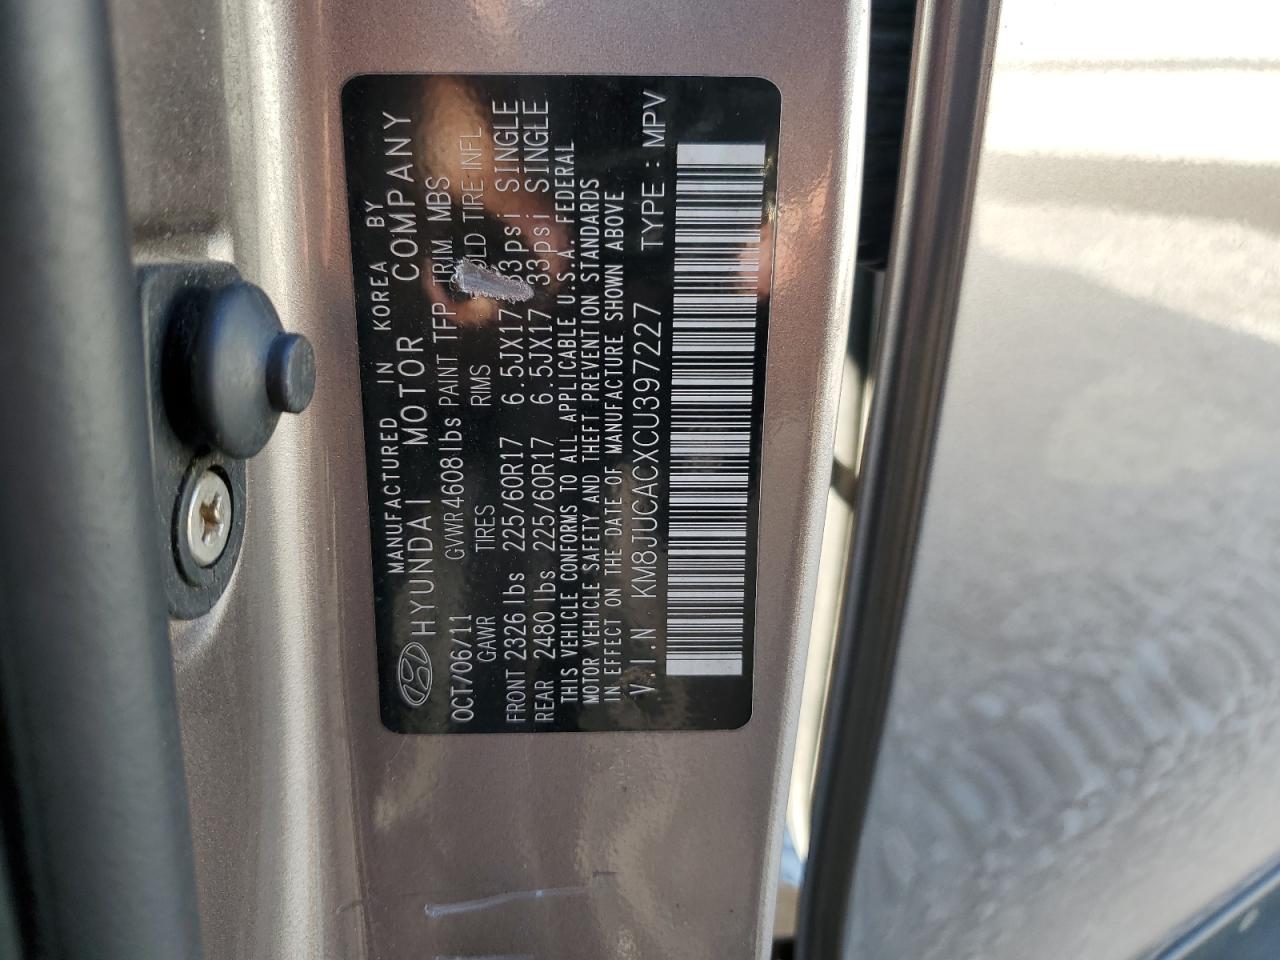 MANUFACTURED IN KOREA BY
HYUNDAI MOTOR COMPANY
OCT/06/11 GVWR 4608 lbs PAINT TFP TRIM MBS
GAWR TIRES RIMS COLD TIRE INFL
FRONT 2326 lbs 225/60R17 6.5JX17 33psi SINGLE
REAR 2480 lbs 225/60R17 6.5JX17 33psi SINGLE
THIS VEHICLE CONFORMS TO ALL APPLICABLE U.S.A. FEDERAL
MOTOR VEHICLE SAFETY AND THEFT PREVENTION STANDARDS
IN EFFECT ON THE DATE OF MANUFACTURE SHOWN ABOVE.
V.I.N KM8JUCACXCU397227 TYPE : MPV